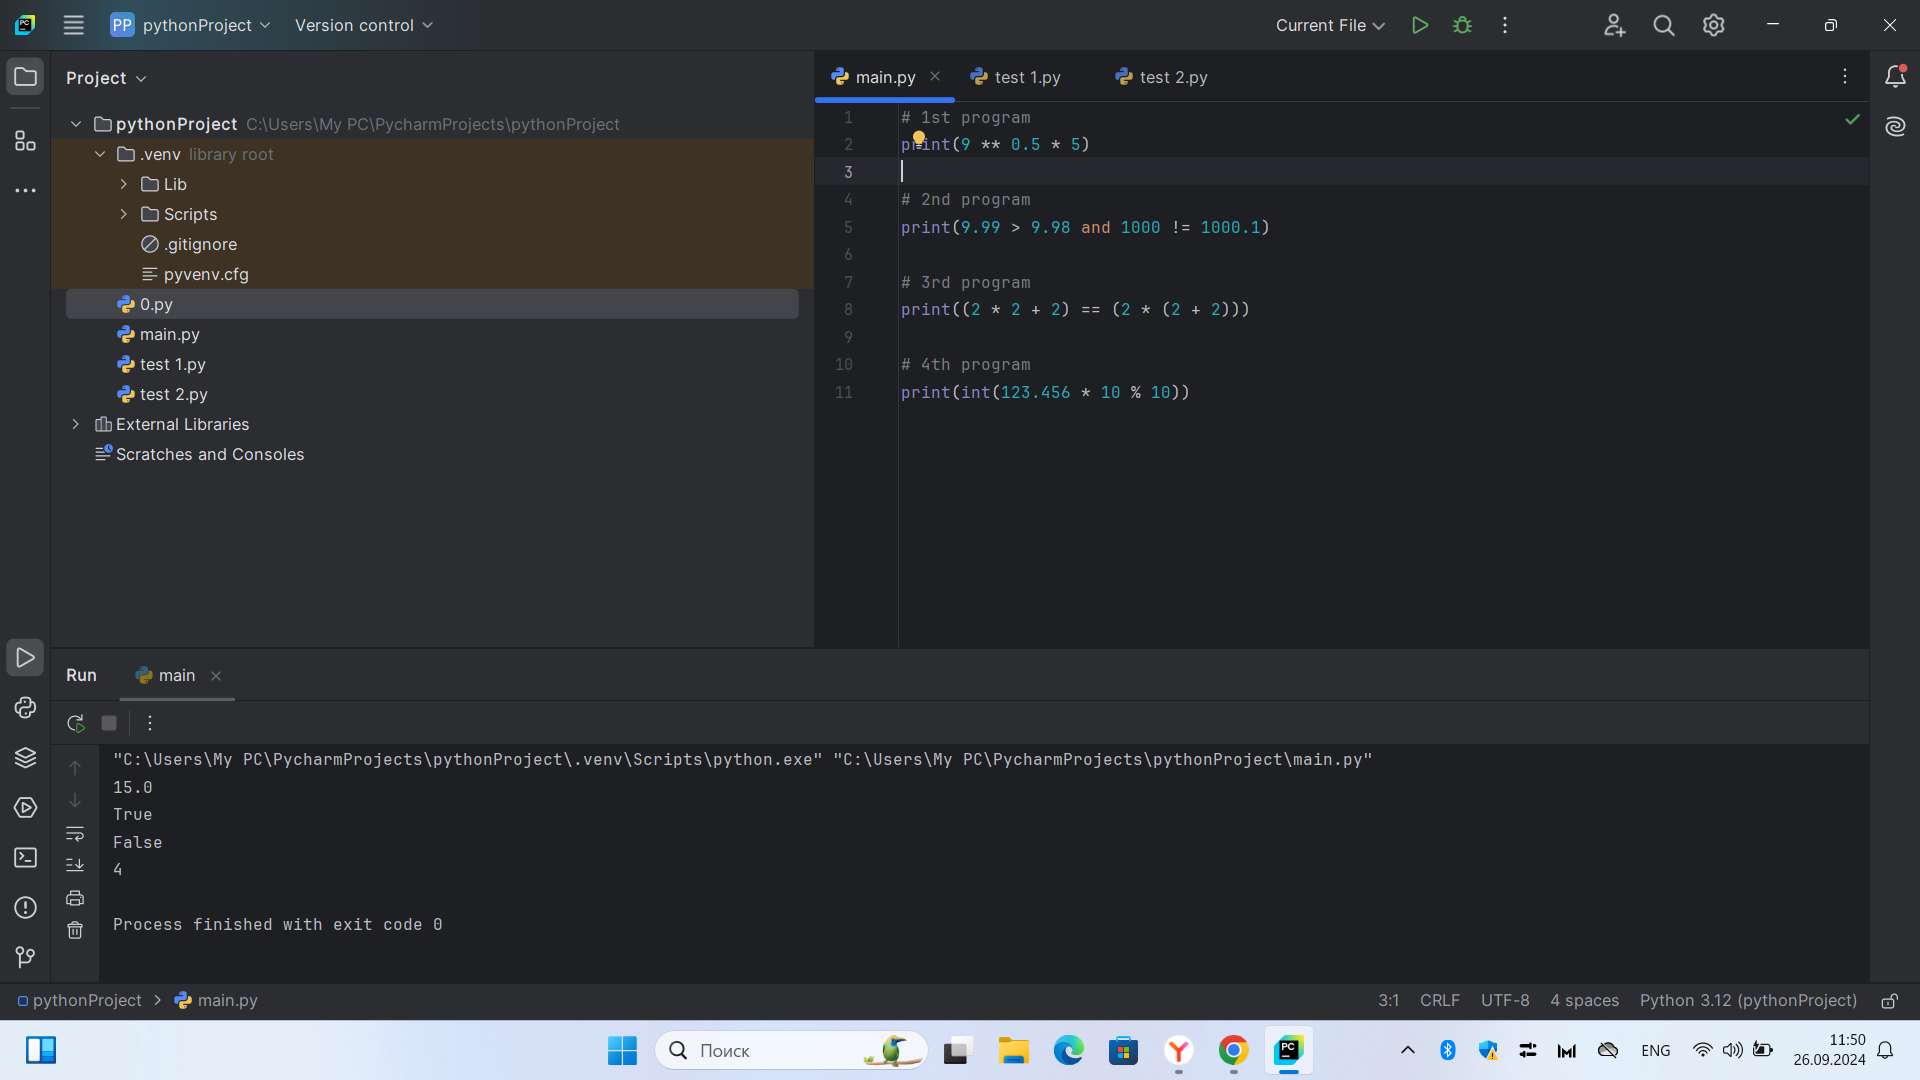 PP pythonProject Version control Current File
Project
main.py test 1.py test 2.py
pythonProject C:\Users\My PC\PycharmProjects\pythonProject
.venv library root
Lib
Scripts
.gitignore
pyvenv.cfg
0.py
main.py
test 1.py
test 2.py
External Libraries
Scratches and Consoles
1 # 1st program
2 print(9 ** 0.5 * 5)
3
4 # 2nd program
5 print(9.99 > 9.98 and 1000 != 1000.1)
6
7 # 3rd program
8 print((2 * 2 + 2) == (2 * (2 + 2)))
9
10 # 4th program
11 print(int(123.456 * 10 % 10))
Run main
"C:\Users\My PC\PycharmProjects\pythonProject\.venv\Scripts\python.exe" "C:\Users\My PC\PycharmProjects\pythonProject\main.py"
15.0
True
False
4
Process finished with exit code 0
pythonProject main.py 3:1 CRLF UTF-8 4 spaces Python 3.12 (pythonProject)
Поиск PC ENG 11:50
26.09.2024